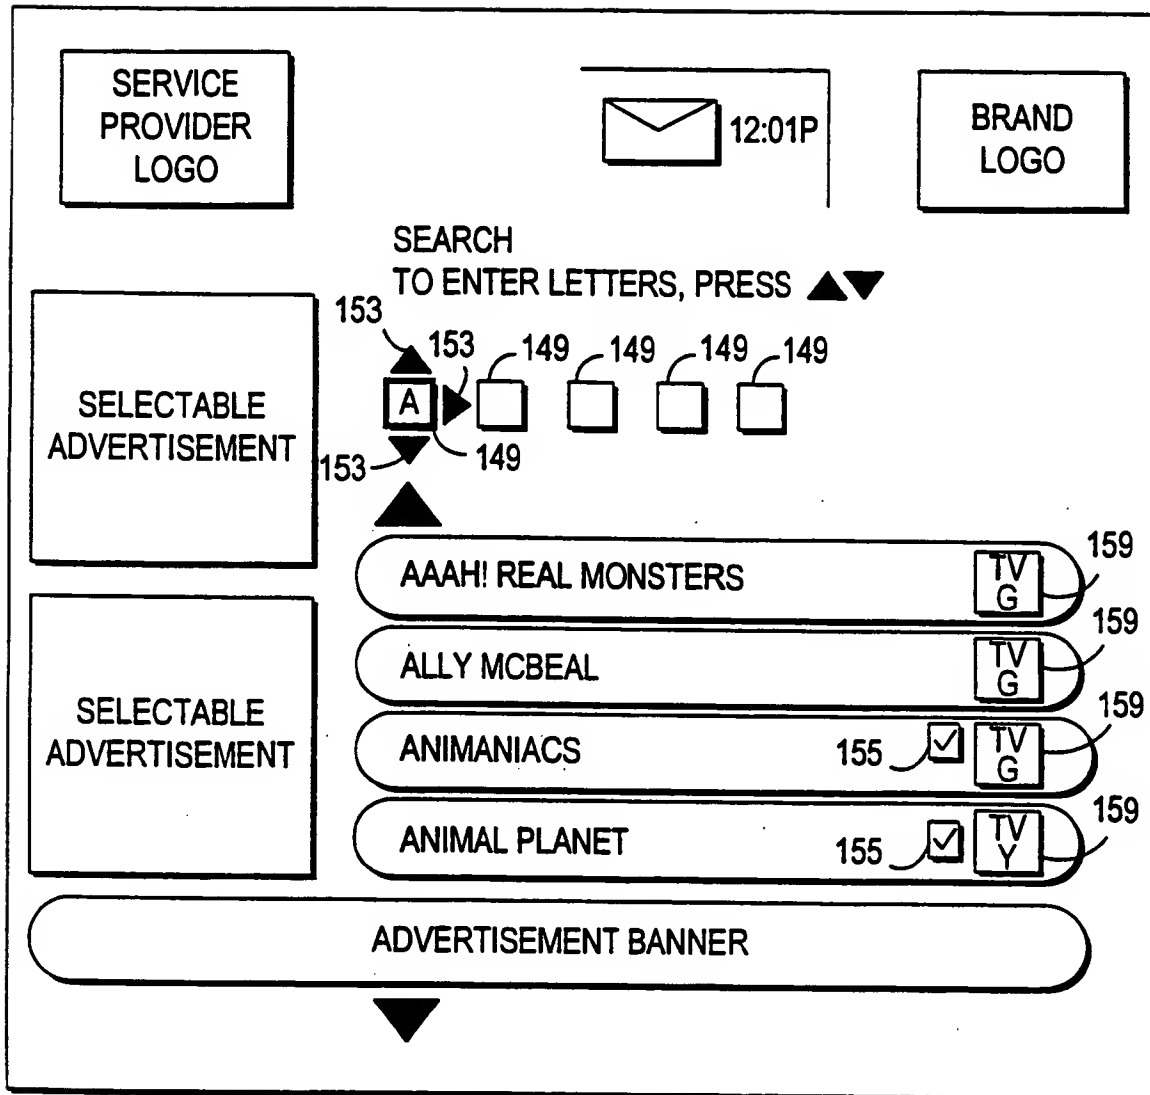 SERVICE
PROVIDER
LOGO
12:01P
BRAND
LOGO
SEARCH
TO ENTER LETTERS, PRESS ▲▼
153
153
149
149
149
149
A
153
149
SELECTABLE
ADVERTISEMENT
AAAH! REAL MONSTERS
TV
G
159
ALLY MCBEAL
TV
G
159
SELECTABLE
ADVERTISEMENT
ANIMANIACS
155
TV
G
159
ANIMAL PLANET
155
TV
Y
159
ADVERTISEMENT BANNER